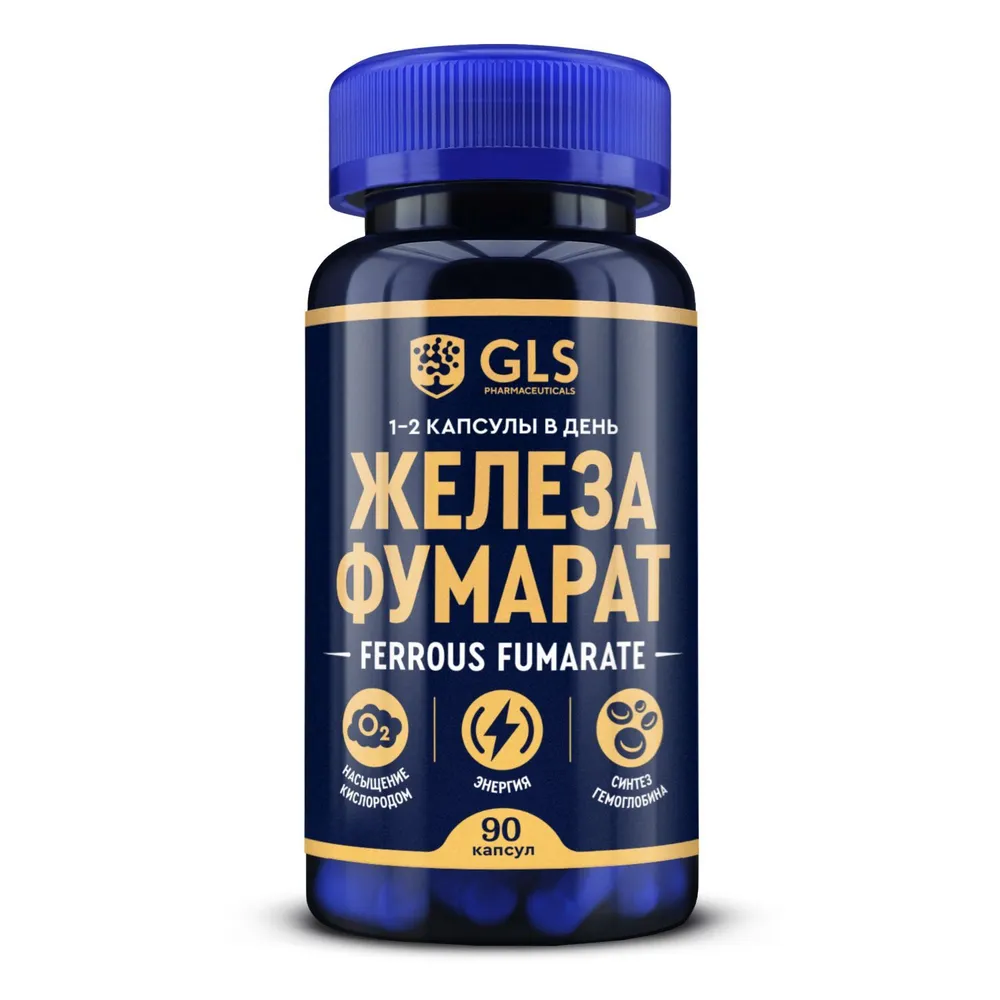 GLS
PHARMACEUTICALS
1-2 КАПСУЛЫ В ДЕНЬ
ЖЕЛЕЗА
ФУМАРАТ
FERROUS FUMARATE
O2
НАСЫЩЕНИЕ
КИСЛОРОДОМ
ЭНЕРГИЯ
СИНТЕЗ
ГЕМОГЛОБИНА
90
капсул